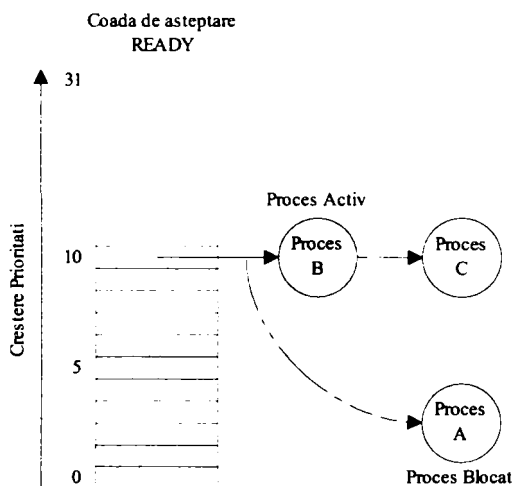 Coada de asteptare
READY
31
Crestere Prioritati
Proces Activ
10
Proces
B
Proces
C
5
Proces
A
0
Proces Blocat